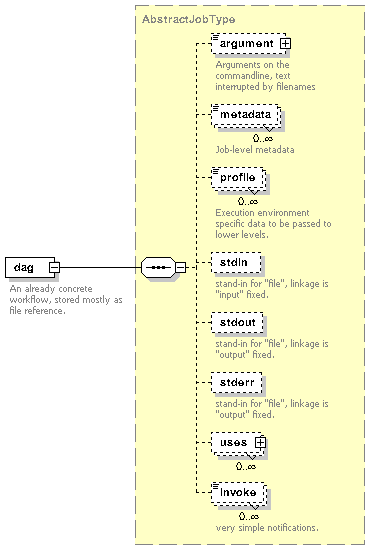 AbstractJobType
argument
Arguments on the
commandline, text
interrupted by filenames
metadata
0..∞
Job-level metadata
profile
0..∞
Execution environment
specific data to be passed to
lower levels.
dag
An already concrete
workflow, stored mostly as
file reference.
stdin
stand-in for "file", linkage is
"input" fixed.
stdout
stand-in for "file", linkage is
"output" fixed.
stderr
stand-in for "file", linkage is
"output" fixed.
uses
0..∞
invoke
0..∞
very simple notifications.